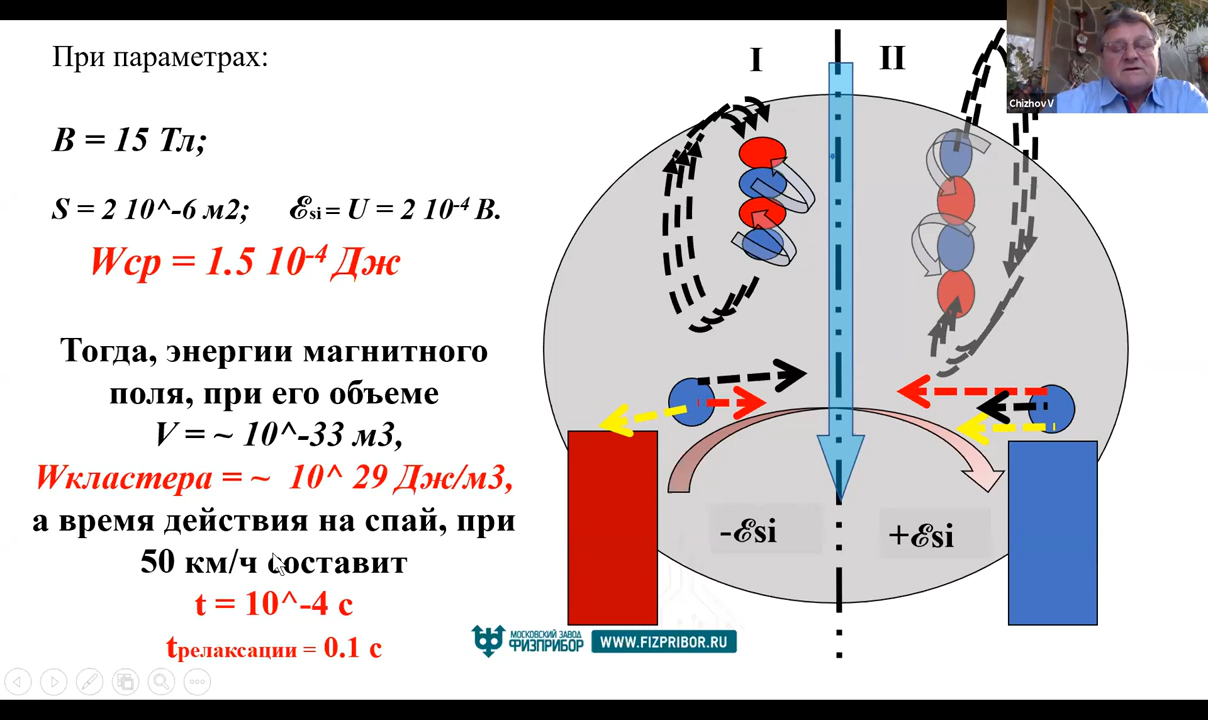 При параметрах:
B = 15 Тл;
S = 2 10^-6 м2; ℰsi = U = 2 10-4 В.
Wср = 1.5 10-4 Дж
Тогда, энергии магнитного
поля, при его объеме
V = ~ 10^-33 м3,
Wкластера = ~ 10^ 29 Дж/м3,
а время действия на спай, при
50 км/ч составит
t = 10^-4 с
tрелаксации = 0.1 с
I
II
Chizhov V
-ℰsi
+ℰsi
МОСКОВСКИЙ ЗАВОД
ФИЗПРИБОР
WWW.FIZPRIBOR.RU